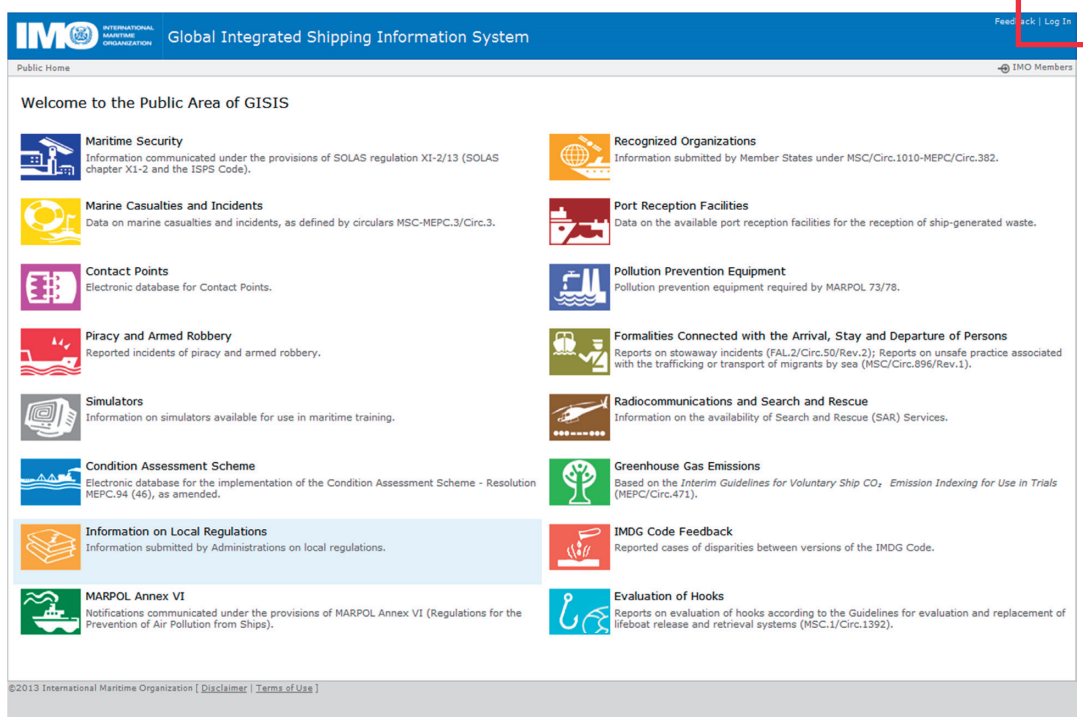 Feedback | Log In
IMO INTERNATIONAL
MARITIME
ORGANIZATION
Global Integrated Shipping Information System
Public Home
IMO Members
Welcome to the Public Area of GISIS
Maritime Security
Information communicated under the provisions of SOLAS regulation XI-2/13 (SOLAS
chapter X1-2 and the ISPS Code).
Recognized Organizations
Information submitted by Member States under MSC/Circ.1010-MEPC/Circ.382.
Marine Casualties and Incidents
Data on marine casualties and incidents, as defined by circulars MSC-MEPC.3/Circ.3.
Port Reception Facilities
Data on the available port reception facilities for the reception of ship-generated waste.
Contact Points
Electronic database for Contact Points.
Pollution Prevention Equipment
Pollution prevention equipment required by MARPOL 73/78.
Piracy and Armed Robbery
Reported incidents of piracy and armed robbery.
Formalities Connected with the Arrival, Stay and Departure of Persons
Reports on stowaway incidents (FAL.2/Circ.50/Rev.2); Reports on unsafe practice associated
with the trafficking or transport of migrants by sea (MSC/Circ.896/Rev.1).
Simulators
Information on simulators available for use in maritime training.
Radiocommunications and Search and Rescue
Information on the availability of Search and Rescue (SAR) Services.
Condition Assessment Scheme
Electronic database for the implementation of the Condition Assessment Scheme - Resolution
MEPC.94 (46), as amended.
Greenhouse Gas Emissions
Based on the Interim Guidelines for Voluntary Ship CO₂ Emission Indexing for Use in Trials
(MEPC/Circ.471).
Information on Local Regulations
Information submitted by Administrations on local regulations.
IMDG Code Feedback
Reported cases of disparities between versions of the IMDG Code.
MARPOL Annex VI
Notifications communicated under the provisions of MARPOL Annex VI (Regulations for the
Prevention of Air Pollution from Ships).
Evaluation of Hooks
Reports on evaluation of hooks according to the Guidelines for evaluation and replacement of
lifeboat release and retrieval systems (MSC.1/Circ.1392).
©2013 International Maritime Organization [ Disclaimer | Terms of Use ]